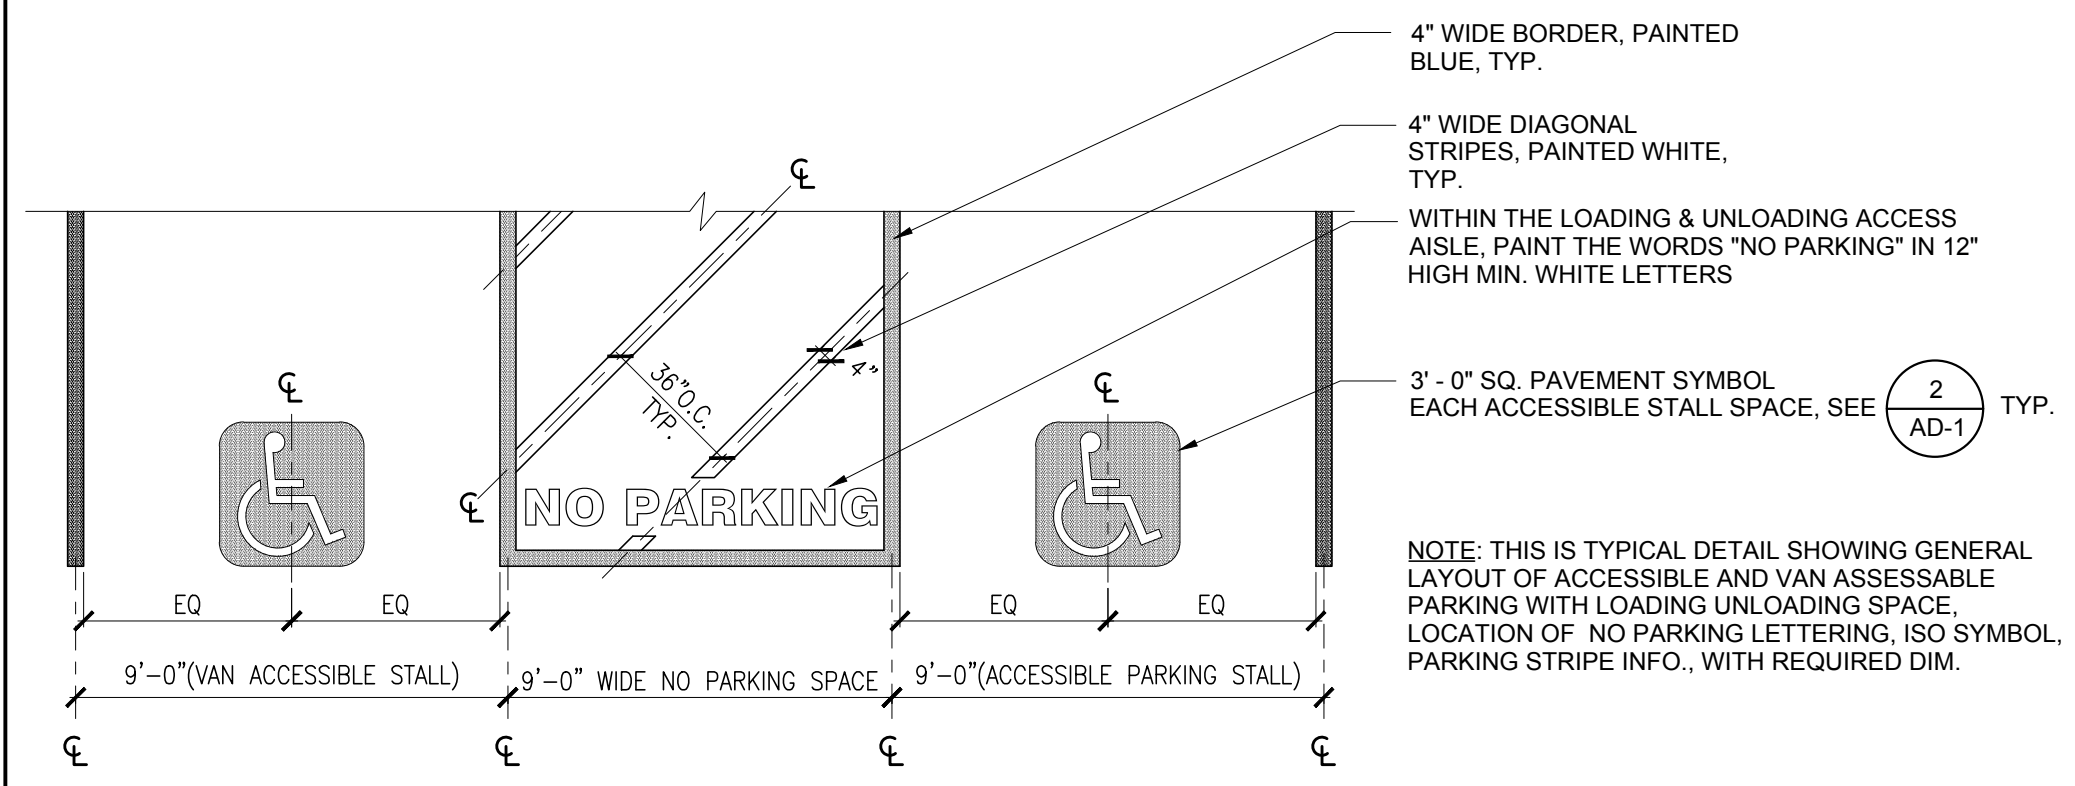 4" WIDE BORDER, PAINTED
BLUE, TYP.
4" WIDE DIAGONAL
STRIPES, PAINTED WHITE,
TYP.
WITHIN THE LOADING & UNLOADING ACCESS
AISLE, PAINT THE WORDS "NO PARKING" IN 12"
HIGH MIN. WHITE LETTERS
3' - 0" SQ. PAVEMENT SYMBOL
EACH ACCESSIBLE STALL SPACE, SEE
2
AD-1
TYP.
NOTE: THIS IS TYPICAL DETAIL SHOWING GENERAL
LAYOUT OF ACCESSIBLE AND VAN ASSESSABLE
PARKING WITH LOADING UNLOADING SPACE,
LOCATION OF  NO PARKING LETTERING, ISO SYMBOL,
PARKING STRIPE INFO., WITH REQUIRED DIM.
℄
℄
℄
℄
36"O.C.
TYP.
4"
NO PARKING
EQ
EQ
EQ
EQ
9'-0"(VAN ACCESSIBLE STALL)
9'-0" WIDE NO PARKING SPACE
9'-0"(ACCESSIBLE PARKING STALL)
℄
℄
℄
℄